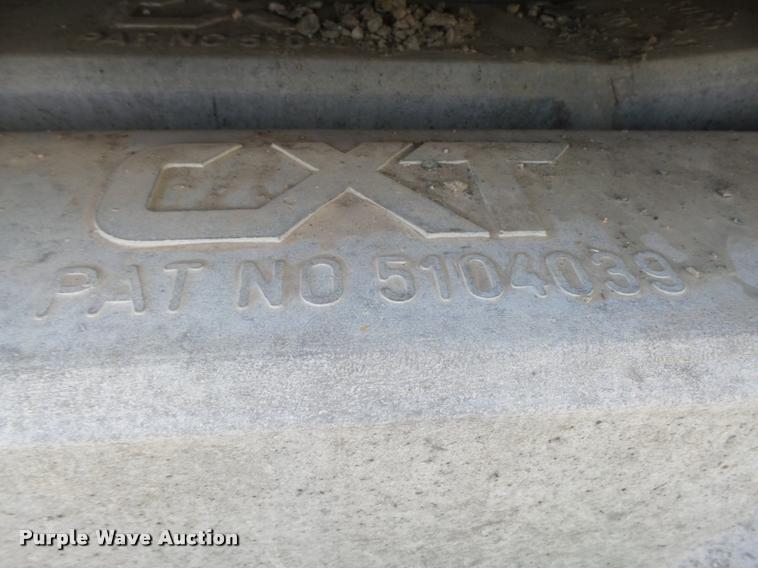 CXT
PAT NO 5104039
Purple Wave Auction